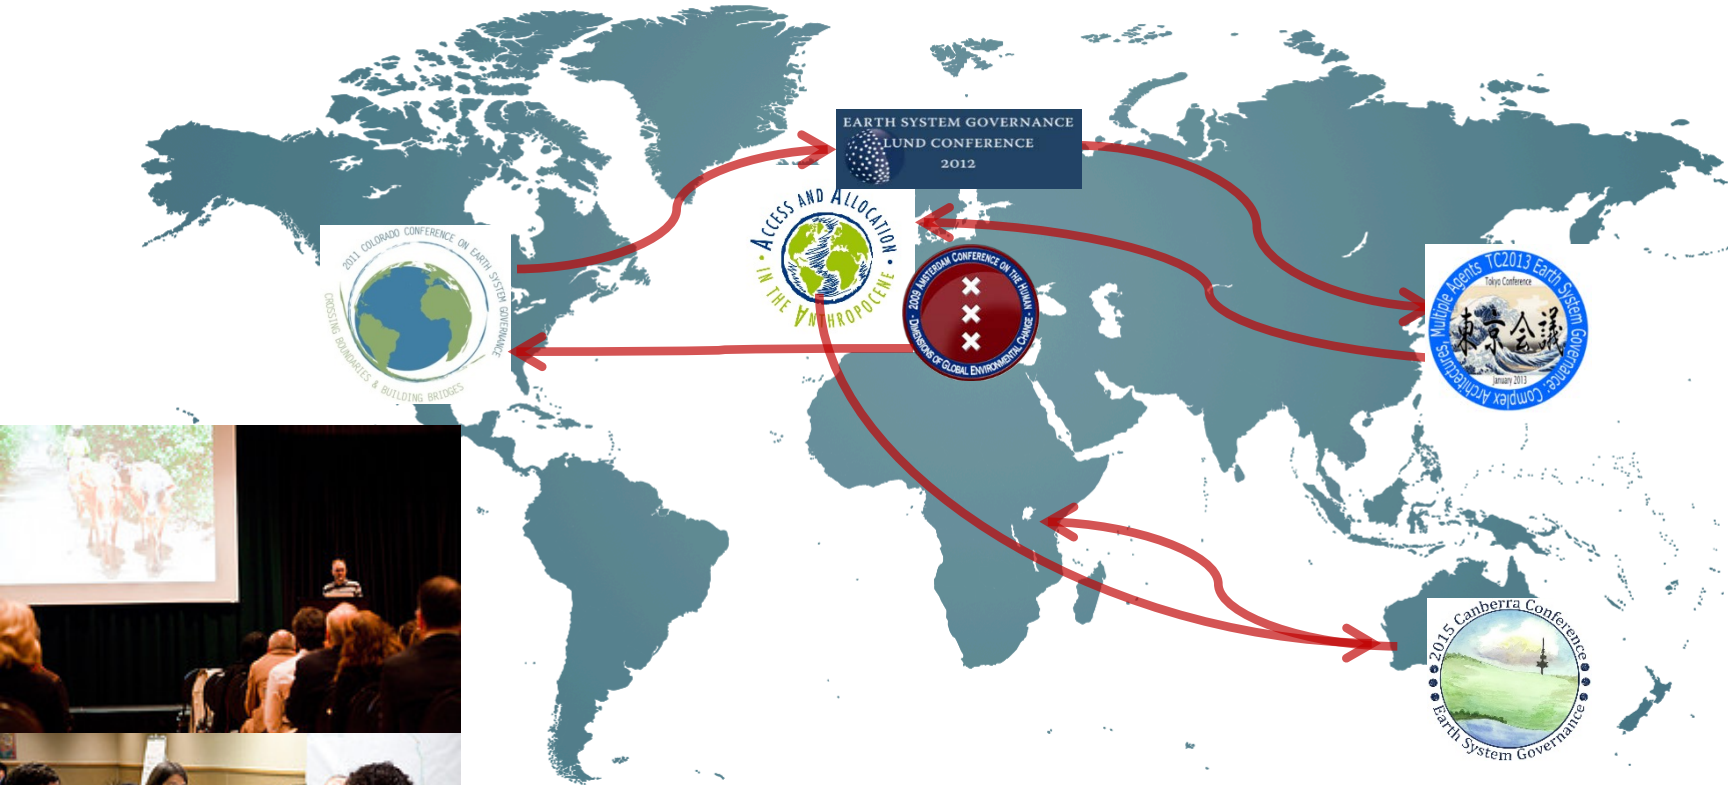 EARTH SYSTEM GOVERNANCE
LUND CONFERENCE
2012
2011 COLORADO CONFERENCE ON EARTH SYSTEM GOVERNANCE
CROSSING BOUNDARIES & BUILDING BRIDGES
ACCESS AND ALLOCATION
• IN THE ANTHROPOCENE •
2009 AMSTERDAM CONFERENCE ON THE HUMAN
DIMENSIONS OF GLOBAL ENVIRONMENTAL CHANGE
TC2013 Earth System Governance: Complex Architectures, Multiple Agents
Tokyo Conference
東京会議
January 2013
2015 Canberra Conference
Earth System Governance